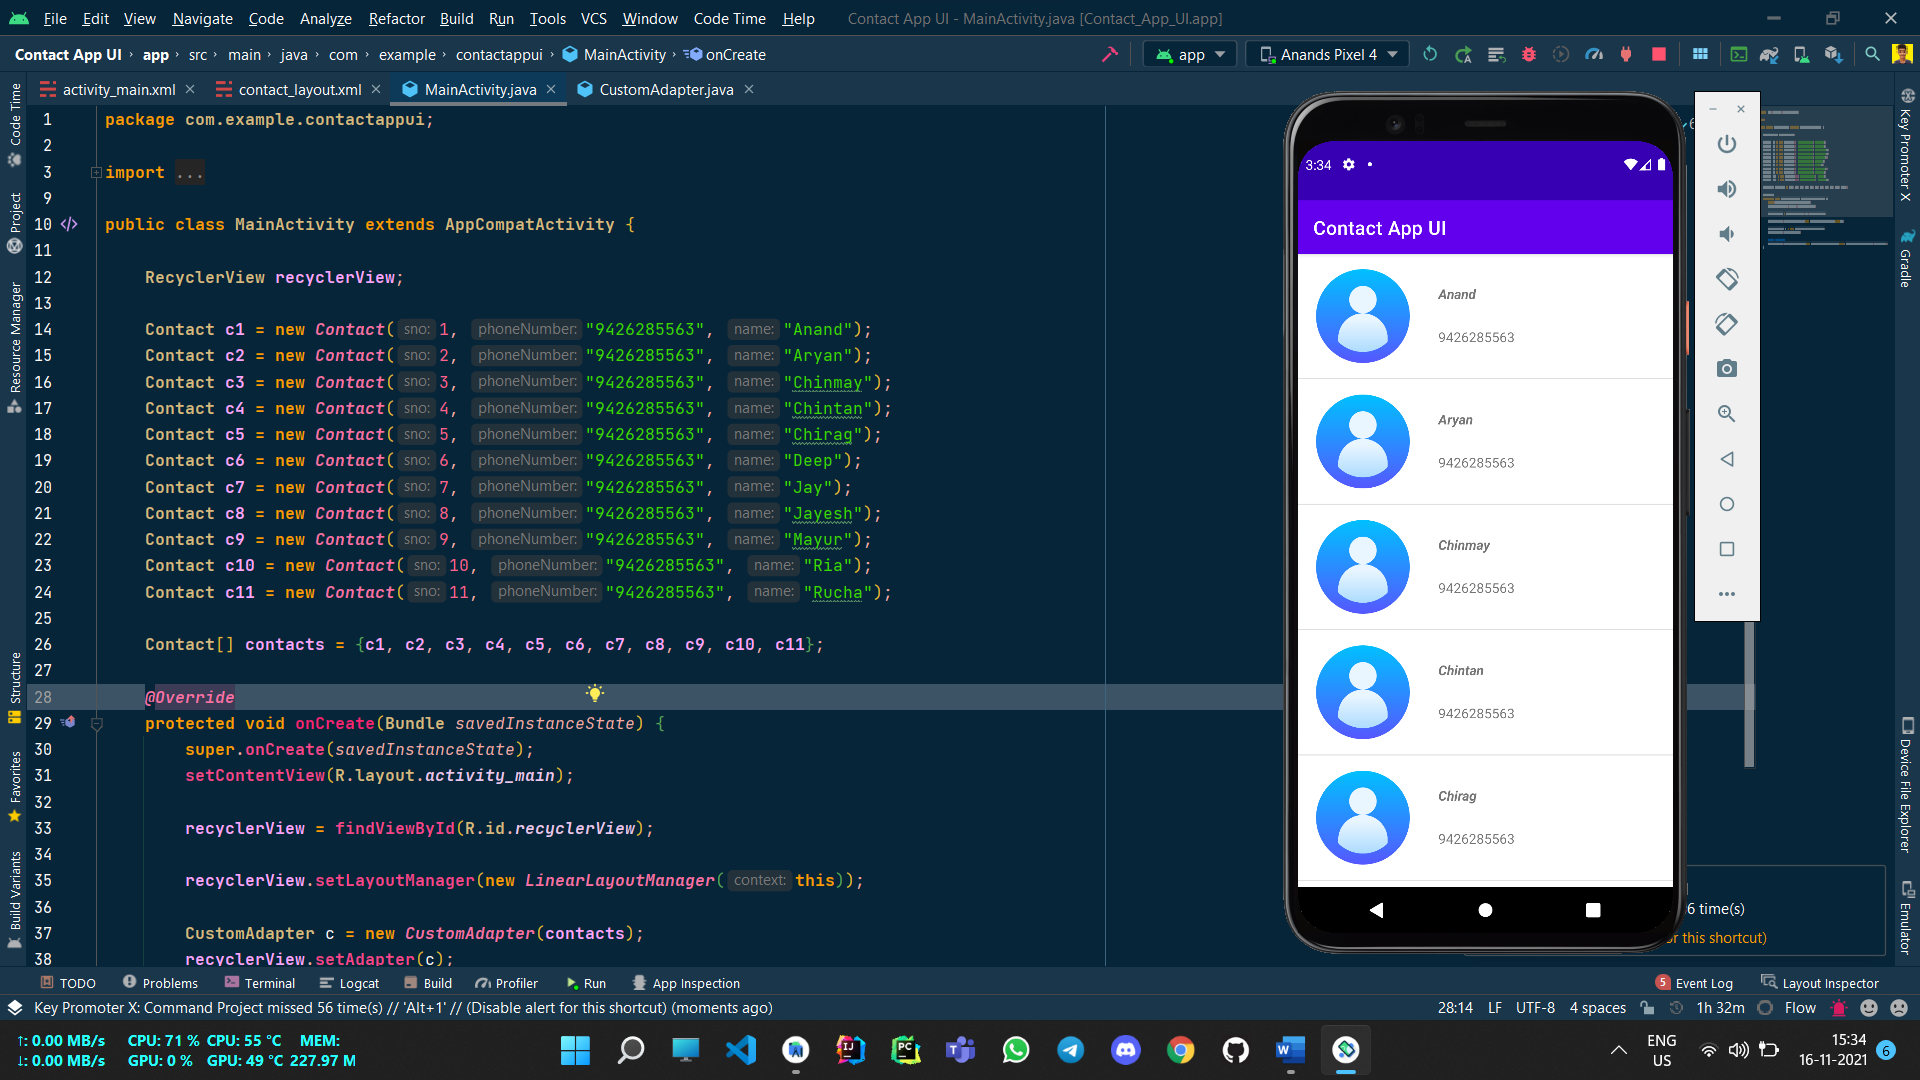 File Edit View Navigate Code Analyze Refactor Build Run Tools VCS Window Code Time Help Contact App UI - MainActivity.java [Contact_App_UI.app]
Contact App UI › app › src › main › java › com › example › contactappui › MainActivity › onCreate
app Anands Pixel 4
activity_main.xml contact_layout.xml MainActivity.java CustomAdapter.java
Code Time
Project
Resource Manager
Structure
Favorites
Build Variants
1 package com.example.contactappui;
2
3 import ...
9
10 public class MainActivity extends AppCompatActivity {
11
12 RecyclerView recyclerView;
13
14 Contact c1 = new Contact( sno: 1, phoneNumber: "9426285563", name: "Anand");
15 Contact c2 = new Contact( sno: 2, phoneNumber: "9426285563", name: "Aryan");
16 Contact c3 = new Contact( sno: 3, phoneNumber: "9426285563", name: "Chinmay");
17 Contact c4 = new Contact( sno: 4, phoneNumber: "9426285563", name: "Chintan");
18 Contact c5 = new Contact( sno: 5, phoneNumber: "9426285563", name: "Chirag");
19 Contact c6 = new Contact( sno: 6, phoneNumber: "9426285563", name: "Deep");
20 Contact c7 = new Contact( sno: 7, phoneNumber: "9426285563", name: "Jay");
21 Contact c8 = new Contact( sno: 8, phoneNumber: "9426285563", name: "Jayesh");
22 Contact c9 = new Contact( sno: 9, phoneNumber: "9426285563", name: "Mayur");
23 Contact c10 = new Contact( sno: 10, phoneNumber: "9426285563", name: "Ria");
24 Contact c11 = new Contact( sno: 11, phoneNumber: "9426285563", name: "Rucha");
25
26 Contact[] contacts = {c1, c2, c3, c4, c5, c6, c7, c8, c9, c10, c11};
27
28 @Override
29 protected void onCreate(Bundle savedInstanceState) {
30 super.onCreate(savedInstanceState);
31 setContentView(R.layout.activity_main);
32
33 recyclerView = findViewById(R.id.recyclerView);
34
35 recyclerView.setLayoutManager(new LinearLayoutManager( context: this));
36
37 CustomAdapter c = new CustomAdapter(contacts);
38 recyclerView.setAdapter(c);
3:34
Contact App UI
Anand
9426285563
Aryan
9426285563
Chinmay
9426285563
Chintan
9426285563
Chirag
9426285563
6 time(s)
or this shortcut)
Key Promoter X
Gradle
Device File Explorer
Emulator
TODO Problems Terminal Logcat Build Profiler Run App Inspection 5 Event Log Layout Inspector
Key Promoter X: Command Project missed 56 time(s) // 'Alt+1' // (Disable alert for this shortcut) (moments ago) 28:14 LF UTF-8 4 spaces 1h 32m Flow
↑: 0.00 MB/s CPU: 71 % CPU: 55 °C MEM:
↓: 0.00 MB/s GPU: 0 % GPU: 49 °C 227.97 M
ENG
US
15:34
16-11-2021
6